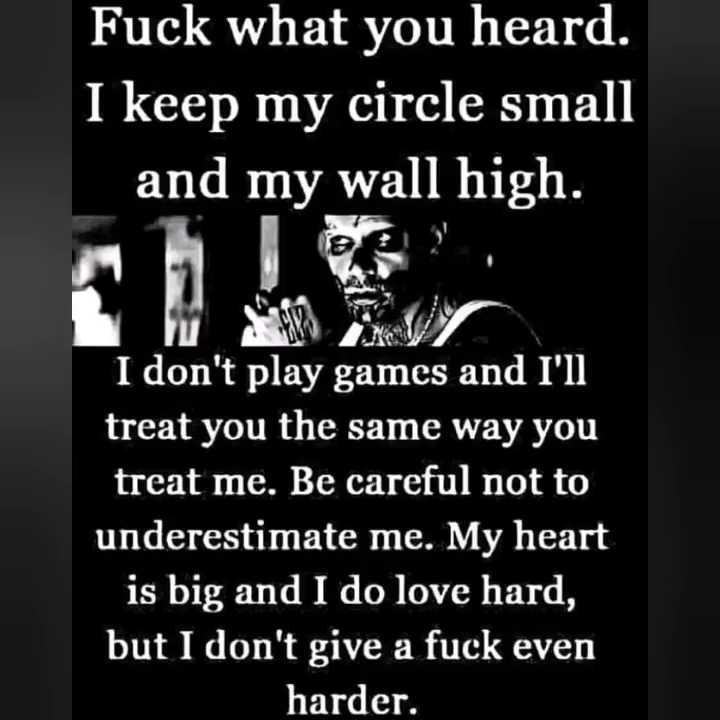 Fuck what you heard.
I keep my circle small
and my wall high.
I don't play games and I'll
treat you the same way you
treat me. Be careful not to
underestimate me. My heart
is big and I do love hard,
but I don't give a fuck even
harder.